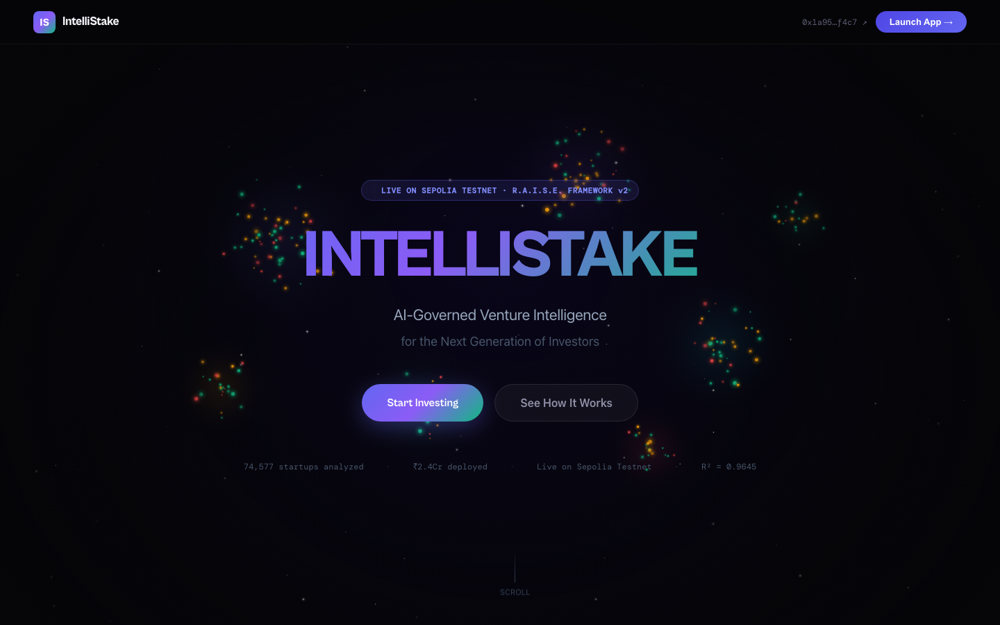 IS IntelliStake
0x1a95…f4c7 ↗
Launch App →
LIVE ON SEPOLIA TESTNET · R.A.I.S.E. FRAMEWORK v2
INTELLISTAKE
AI-Governed Venture Intelligence
for the Next Generation of Investors
Start Investing
See How It Works
74,577 startups analyzed · ₹2.4Cr deployed · Live on Sepolia Testnet · R² = 0.9645
SCROLL